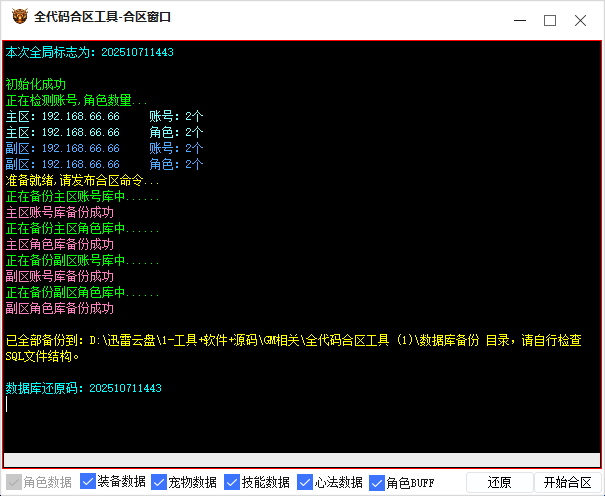 全代码合区工具-合区窗口
本次全局标志为: 202510711443
初始化成功
正在检测账号,角色数量...
主区: 192.168.66.66 账号: 2个
主区: 192.168.66.66 角色: 2个
副区: 192.168.66.66 账号: 2个
副区: 192.168.66.66 角色: 2个
准备就绪,请发布合区命令...
正在备份主区账号库中......
主区账号库备份成功
正在备份主区角色库中......
主区角色库备份成功
正在备份副区账号库中......
副区账号库备份成功
正在备份副区角色库中......
副区角色库备份成功
已全部备份到: D:\迅雷云盘\1-工具+软件+源码\GM相关\全代码合区工具 (1)\数据库备份 目录, 请自行检查
SQL文件结构。
数据库还原码: 202510711443
角色数据 装备数据 宠物数据 技能数据 心法数据 角色BUFF 还原 开始合区